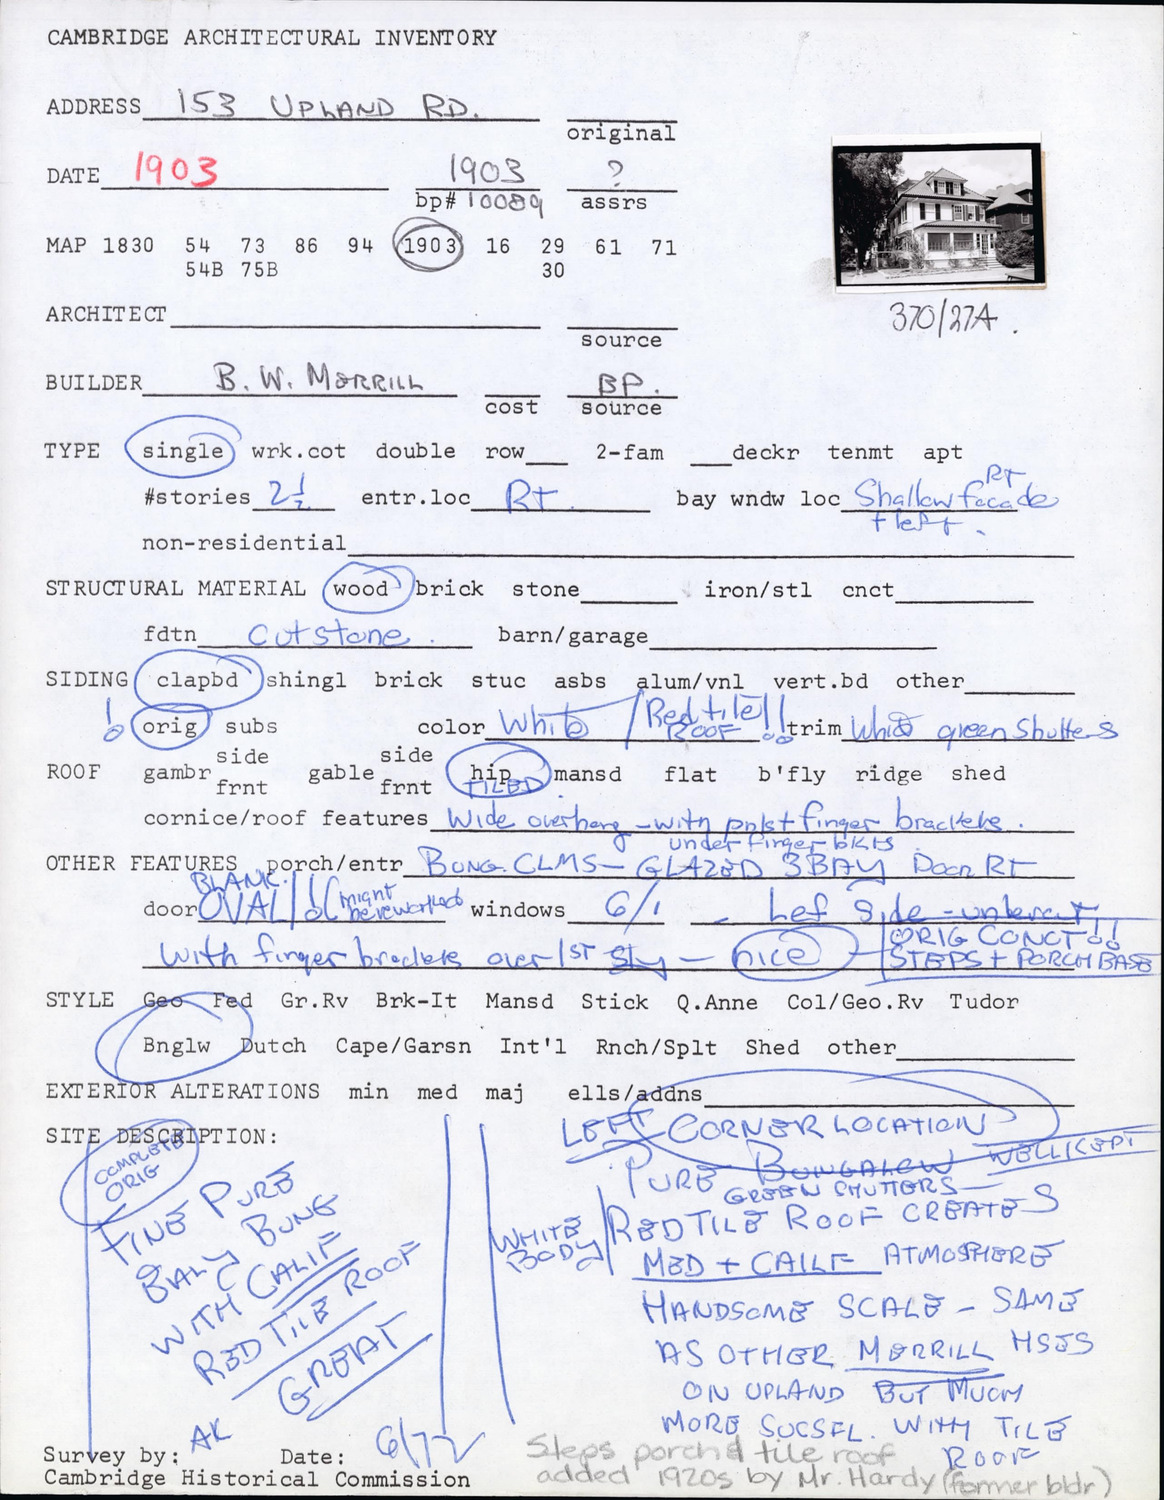 CAMBRIDGE ARCHITECTURAL INVENTORY
ADDRESS 153 UPLAND RD.
original
DATE 1903 1903 ?
bp# 10089 assrs
MAP 1830 54 73 86 94 1903 16 29 61 71
54B 75B 30
370/27A.
ARCHITECT
source
BUILDER B. W. MERRILL BP.
cost source
TYPE single wrk.cot double row 2-fam deckr tenmt apt
RT
#stories 2½ entr.loc RT. bay wndw loc Shallow facade
+ left.
non-residential
STRUCTURAL MATERIAL wood brick stone iron/stl cnct
fdtn Cut stone. barn/garage
SIDING clapbd shingl brick stuc asbs alum/vnl vert.bd other
! orig subs color White / Red tile ROOF !! trim White green Shutters
side side
ROOF gambr gable hip mansd flat b'fly ridge shed
frnt frnt TILED
cornice/roof features Wide overhang - with finger brackets.
under finger bkts
OTHER FEATURES porch/entr BUNG. CLMS - GLAZED 3 BAY Door RT
BLANK
door OVAL/! (might be reworked windows 6/1 - Left Side - undercut!!
With finger brackets over 1ST sty - nice ORIG CONCT!!
STEPS + PORCH BASE
STYLE Geo Fed Gr.Rv Brk-It Mansd Stick Q.Anne Col/Geo.Rv Tudor
Bnglw Dutch Cape/Garsn Int'l Rnch/Splt Shed other
EXTERIOR ALTERATIONS min med maj ells/addns
SITE DESCRIPTION:
COMPLETE
ORIG
FINE PURE
BUNG
WITH CALIF
RED TILE ROOF
GREAT
LEFT CORNER LOCATION
PURE BUNGALOW WELL KEPT
GREEN SHUTTERS
WHITE BODY / RED TILE ROOF CREATES
MED + CALIF ATMOSPHERE
HANDSOME SCALE - SAME
AS OTHER MERRILL HSES
ON UPLAND BUT MUCH
MORE SUCSFL. WITH TILE
ROOF
Survey by: AK Date: 6/72
Cambridge Historical Commission
Steps porch & tile roof
added 1920s by Mr. Hardy (former bldr)